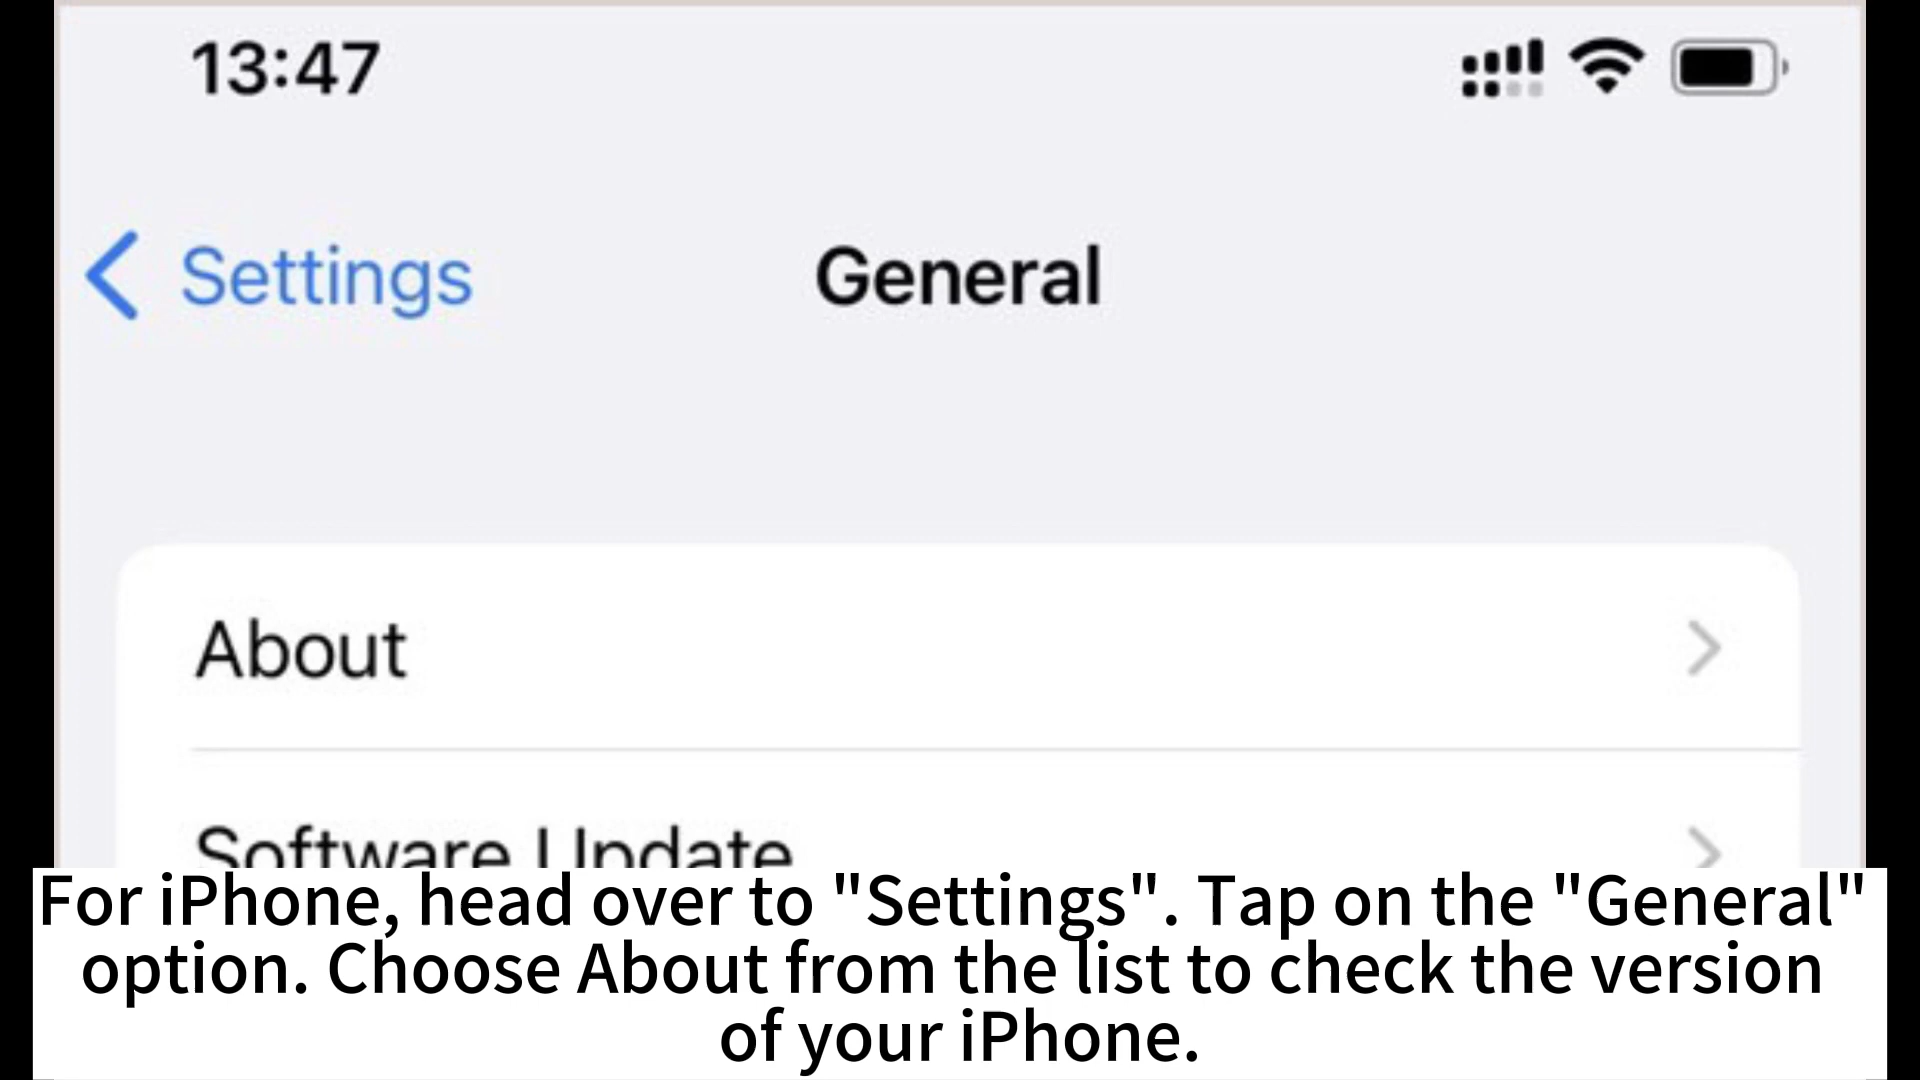 13:47
Settings
General
About
Software Update
For iPhone, head over to "Settings". Tap on the "General"
option. Choose About from the list to check the version
of your iPhone.